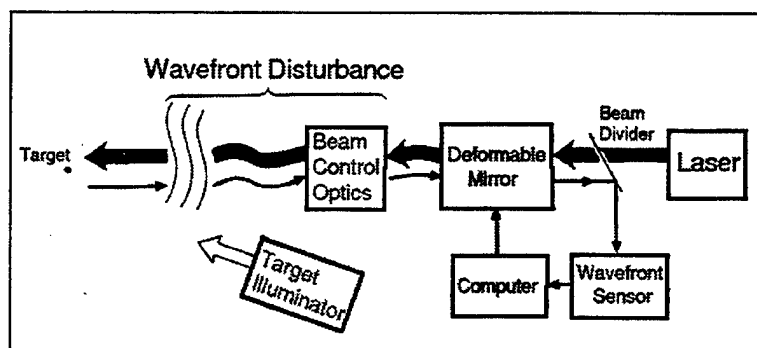 Wavefront Disturbance
Beam
Divider
Target
Beam
Control
Optics
Deformable
Mirror
Laser
Target
Illuminator
Computer
Wavefront
Sensor